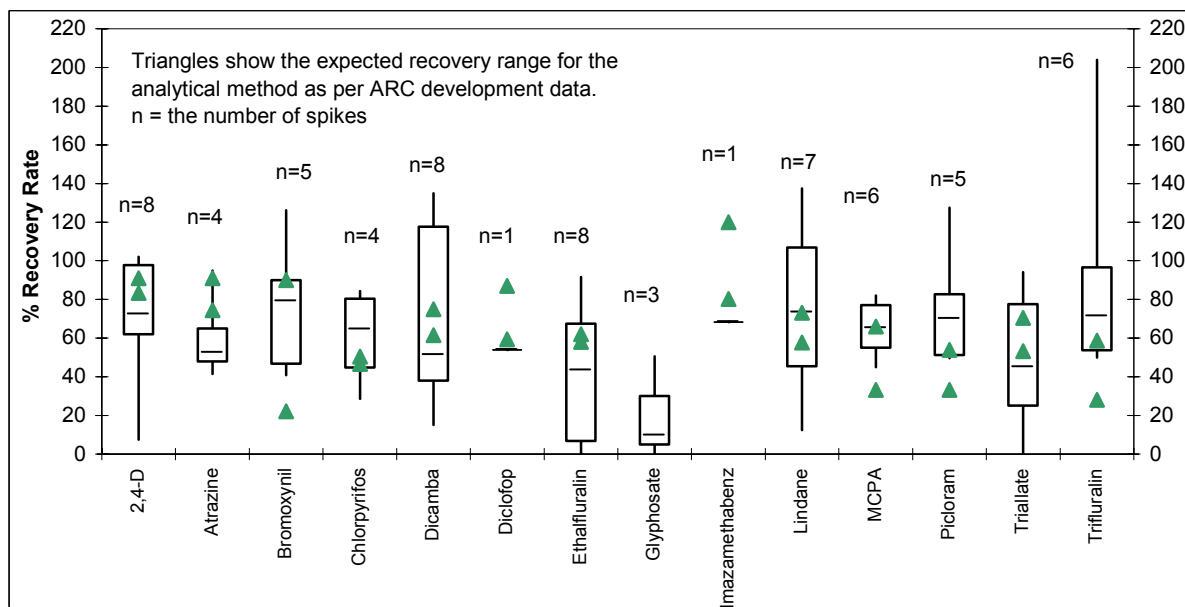 220
200
180
160
140
120
100
80
60
40
20
0
% Recovery Rate
Triangles show the expected recovery range for the
analytical method as per ARC development data.
n = the number of spikes
n=8
n=4
n=5
n=4
n=8
n=1
n=8
n=3
n=1
n=7
n=6
n=5
n=6
220
200
180
160
140
120
100
80
60
40
20
0
2,4-D
Atrazine
Bromoxynil
Chlorpyrifos
Dicamba
Diclofop
Ethalfluralin
Glyphosate
Imazamethabenz
Lindane
MCPA
Picloram
Triallate
Trifluralin